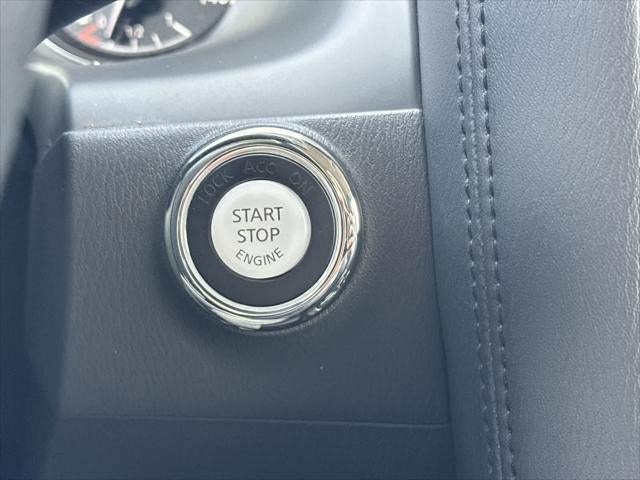 LOCK ACC ON
START
STOP
ENGINE